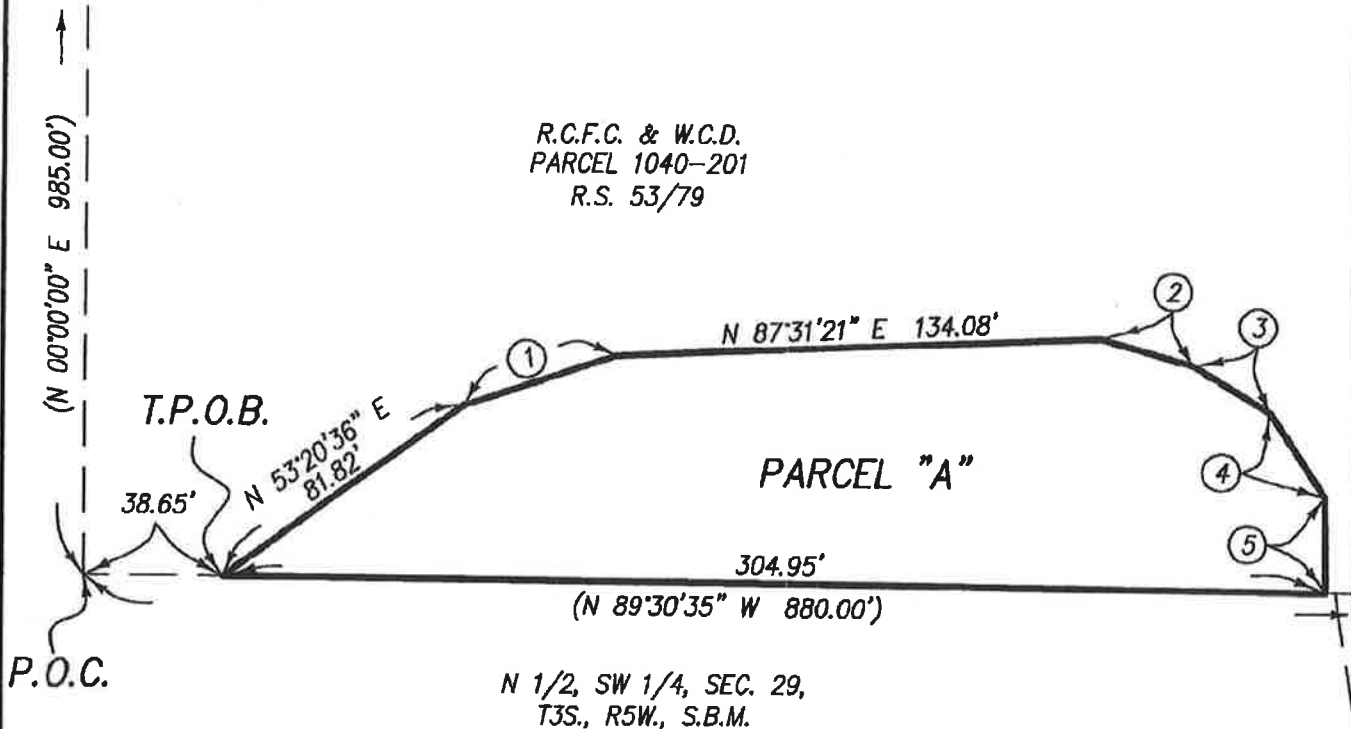 (N 00°00'00" E 985.00')
R.C.F.C. & W.C.D.
PARCEL 1040-201
R.S. 53/79
2
N 87°31'21" E 134.08'
3
1
T.P.O.B.
N 53°20'36" E
81.82'
PARCEL "A"
4
38.65'
5
304.95'
(N 89°30'35" W 880.00')
P.O.C.
N 1/2, SW 1/4, SEC. 29,
T3S., R5W., S.B.M.